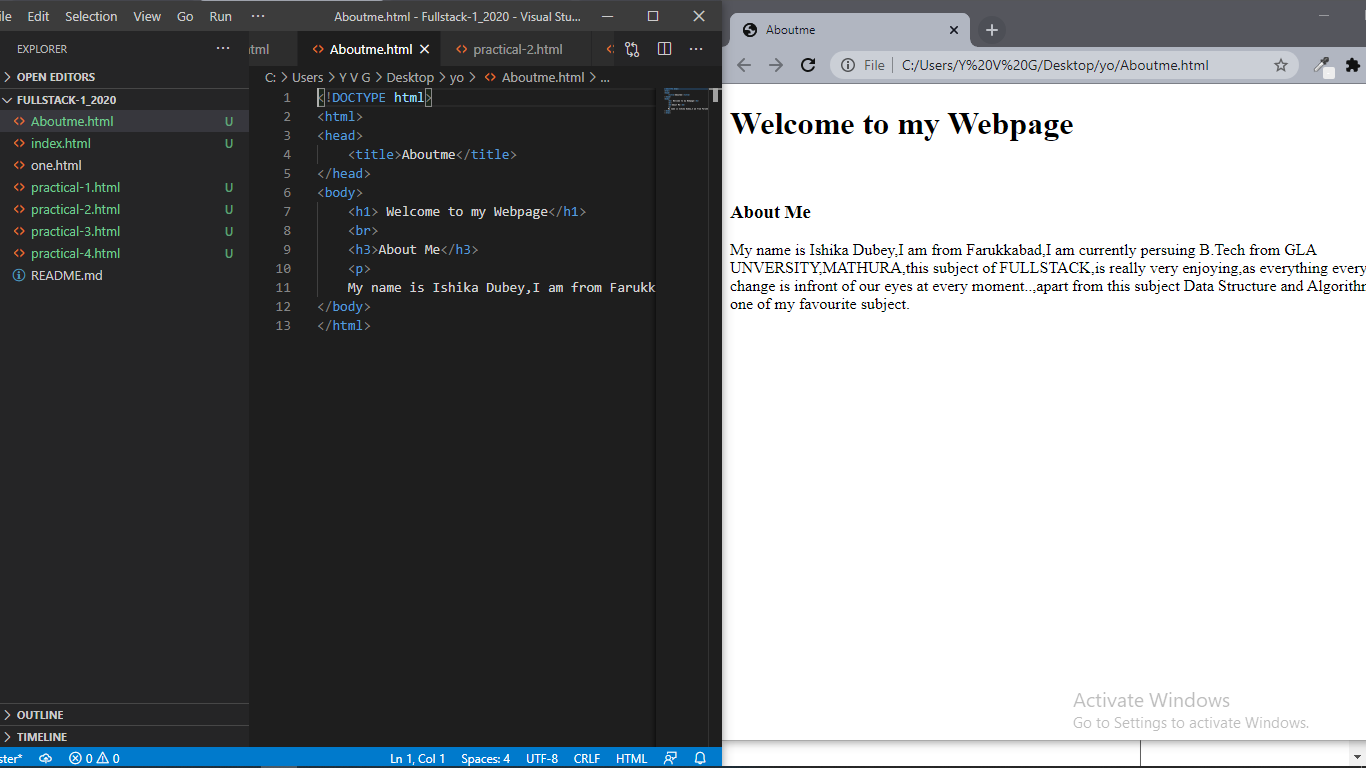 ile Edit Selection View Go Run ··· Aboutme.html - Fullstack-1_2020 - Visual Stu...
EXPLORER ···
OPEN EDITORS
FULLSTACK-1_2020
Aboutme.html U
index.html U
one.html
practical-1.html U
practical-2.html U
practical-3.html U
practical-4.html U
README.md
OUTLINE
TIMELINE
tml Aboutme.html practical-2.html ···
C: > Users > Y V G > Desktop > yo > Aboutme.html > ...
1 <!DOCTYPE html>
2 <html>
3 <head>
4 <title>Aboutme</title>
5 </head>
6 <body>
7 <h1> Welcome to my Webpage</h1>
8 <br>
9 <h3>About Me</h3>
10 <p>
11 My name is Ishika Dubey,I am from Farukk
12 </body>
13 </html>
ster* 0 0 Ln 1, Col 1 Spaces: 4 UTF-8 CRLF HTML
Aboutme
File C:/Users/Y%20V%20G/Desktop/yo/Aboutme.html
Welcome to my Webpage
About Me
My name is Ishika Dubey,I am from Farukkabad,I am currently persuing B.Tech from GLA
UNVERSITY,MATHURA,this subject of FULLSTACK,is really very enjoying,as everything every
change is infront of our eyes at every moment..,apart from this subject Data Structure and Algorith
one of my favourite subject.
Activate Windows
Go to Settings to activate Windows.